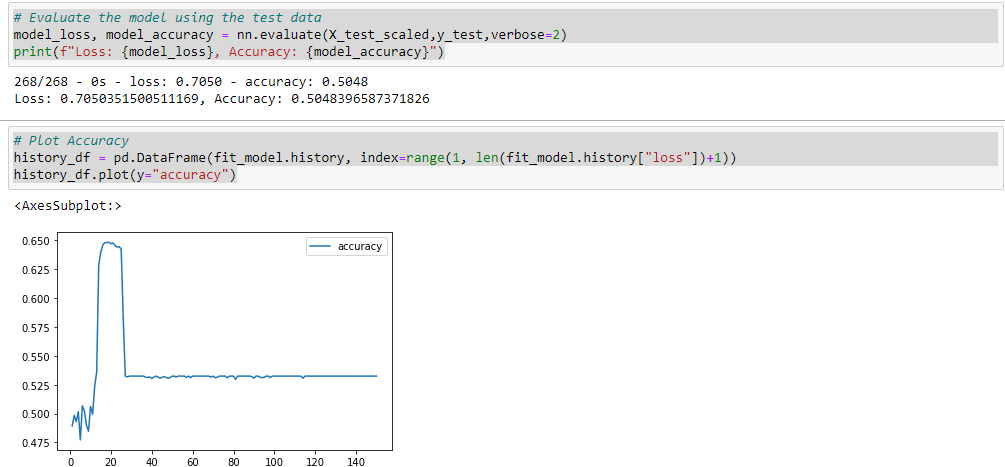 # Evaluate the model using the test data
model_loss, model_accuracy = nn.evaluate(X_test_scaled,y_test,verbose=2)
print(f"Loss: {model_loss}, Accuracy: {model_accuracy}")
268/268 - 0s - loss: 0.7050 - accuracy: 0.5048
Loss: 0.7050351500511169, Accuracy: 0.5048396587371826
# Plot Accuracy
history_df = pd.DataFrame(fit_model.history, index=range(1, len(fit_model.history["loss"])+1))
history_df.plot(y="accuracy")
<AxesSubplot:>
accuracy
0.650
0.625
0.600
0.575
0.550
0.525
0.500
0.475
0 20 40 60 80 100 120 140